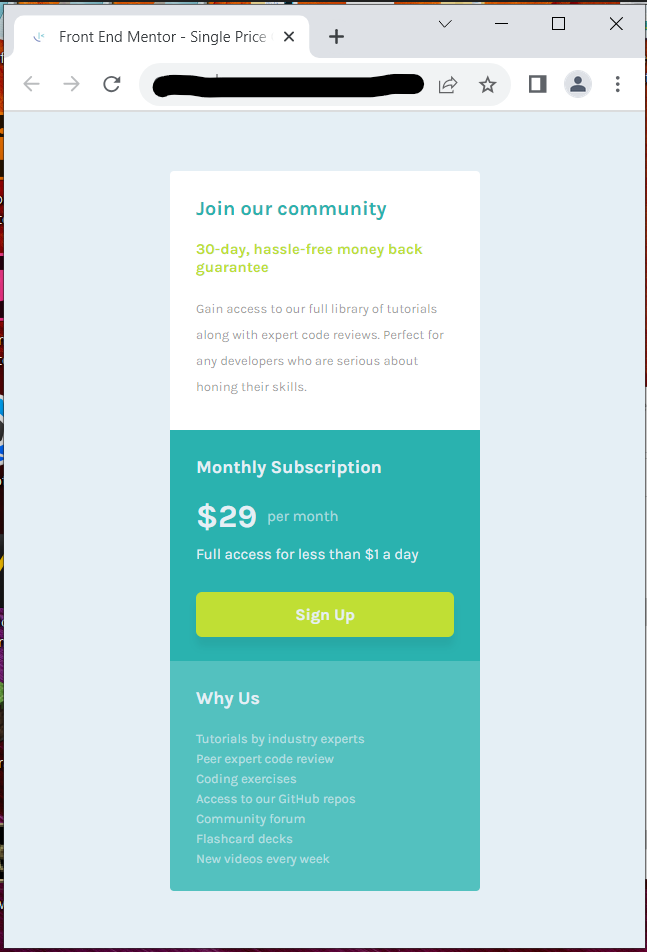 Front End Mentor - Single Price
Join our community
30-day, hassle-free money back
guarantee
Gain access to our full library of tutorials
along with expert code reviews. Perfect for
any developers who are serious about
honing their skills.
Monthly Subscription
$29 per month
Full access for less than $1 a day
Sign Up
Why Us
Tutorials by industry experts
Peer expert code review
Coding exercises
Access to our GitHub repos
Community forum
Flashcard decks
New videos every week